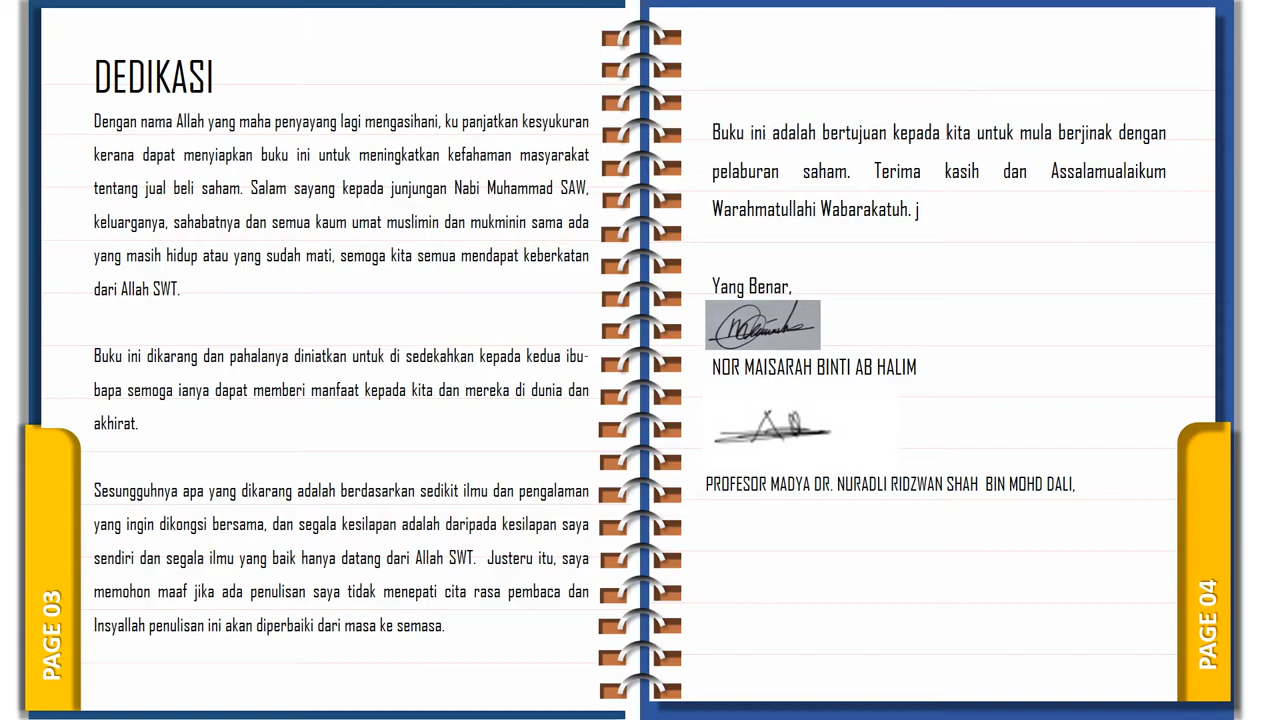 DEDIKASI
Dengan nama Allah yang maha penyayang lagi mengasihani, ku panjatkan kesyukuran
kerana dapat menyiapkan buku ini untuk meningkatkan kefahaman masyarakat
tentang jual beli saham. Salam sayang kepada junjungan Nabi Muhammad SAW,
keluarganya, sahabatnya dan semua kaum umat muslimin dan mukminin sama ada
yang masih hidup atau yang sudah mati, semoga kita semua mendapat keberkatan
dari Allah SWT.
Buku ini dikarang dan pahalanya diniatkan untuk di sedekahkan kepada kedua ibu-
bapa semoga ianya dapat memberi manfaat kepada kita dan mereka di dunia dan
akhirat.
Sesungguhnya apa yang dikarang adalah berdasarkan sedikit ilmu dan pengalaman
yang ingin dikongsi bersama, dan segala kesilapan adalah daripada kesilapan saya
sendiri dan segala ilmu yang baik hanya datang dari Allah SWT. Justeru itu, saya
memohon maaf jika ada penulisan saya tidak menepati cita rasa pembaca dan
Insyallah penulisan ini akan diperbaiki dari masa ke semasa.
PAGE 03
Buku ini adalah bertujuan kepada kita untuk mula berjinak dengan
pelaburan saham. Terima kasih dan Assalamualaikum
Warahmatullahi Wabarakatuh. j
Yang Benar,
NOR MAISARAH BINTI AB HALIM
PROFESOR MADYA DR. NURADLI RIDZWAN SHAH BIN MOHD DALI,
PAGE 04